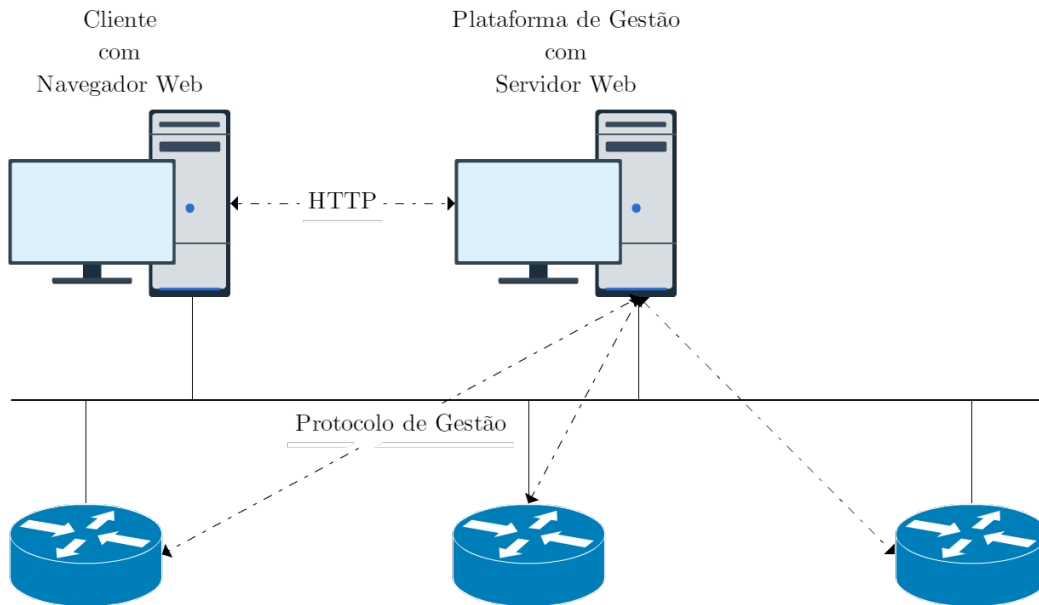 Cliente
com
Navegador Web
Plataforma de Gestão
com
Servidor Web
HTTP
Protocolo de Gestão